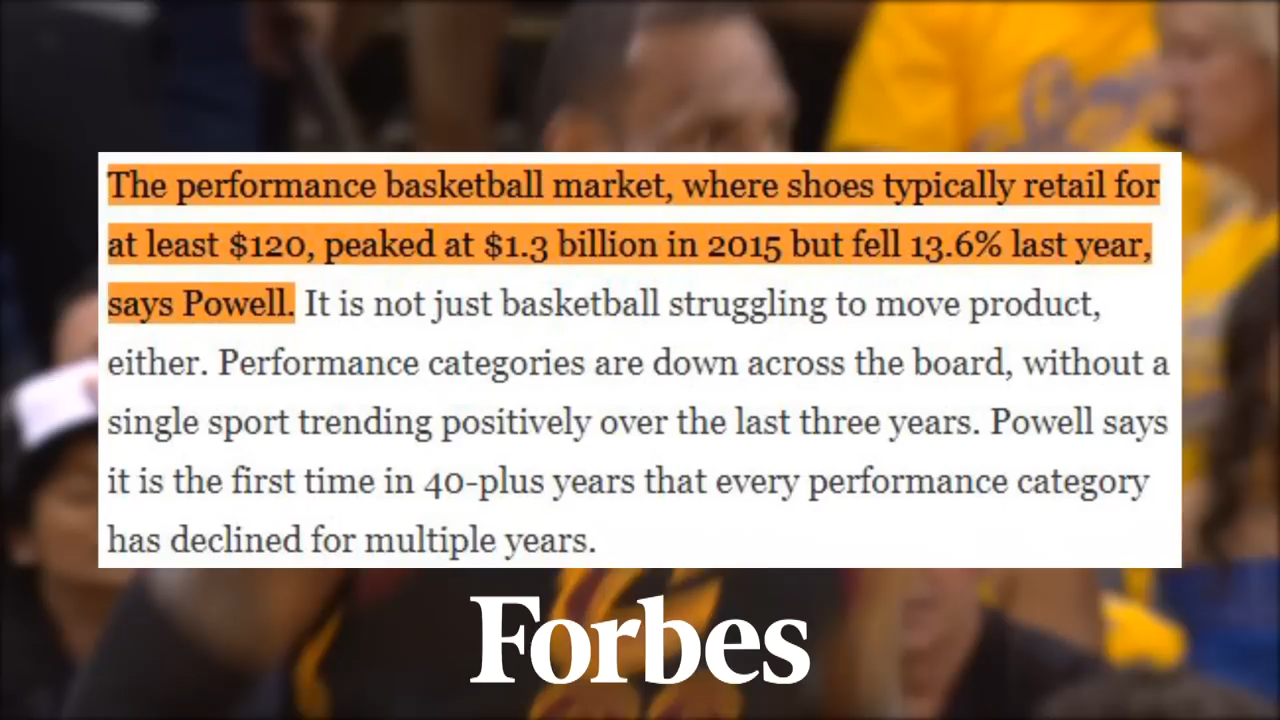 The performance basketball market, where shoes typically retail for
at least $120, peaked at $1.3 billion in 2015 but fell 13.6% last year,
says Powell. It is not just basketball struggling to move product,
either. Performance categories are down across the board, without a
single sport trending positively over the last three years. Powell says
it is the first time in 40-plus years that every performance category
has declined for multiple years.
Forbes